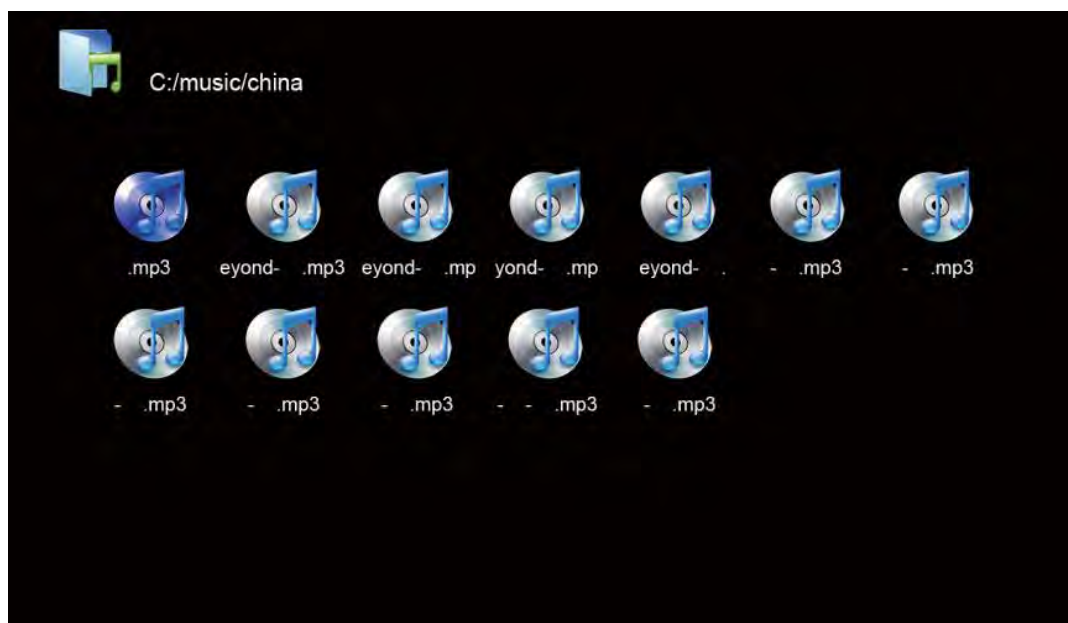 C:/music/china
.mp3 eyond- .mp3 eyond- .mp yond- .mp eyond- . - .mp3 - .mp3
- .mp3 - .mp3 - .mp3 - - .mp3 - .mp3